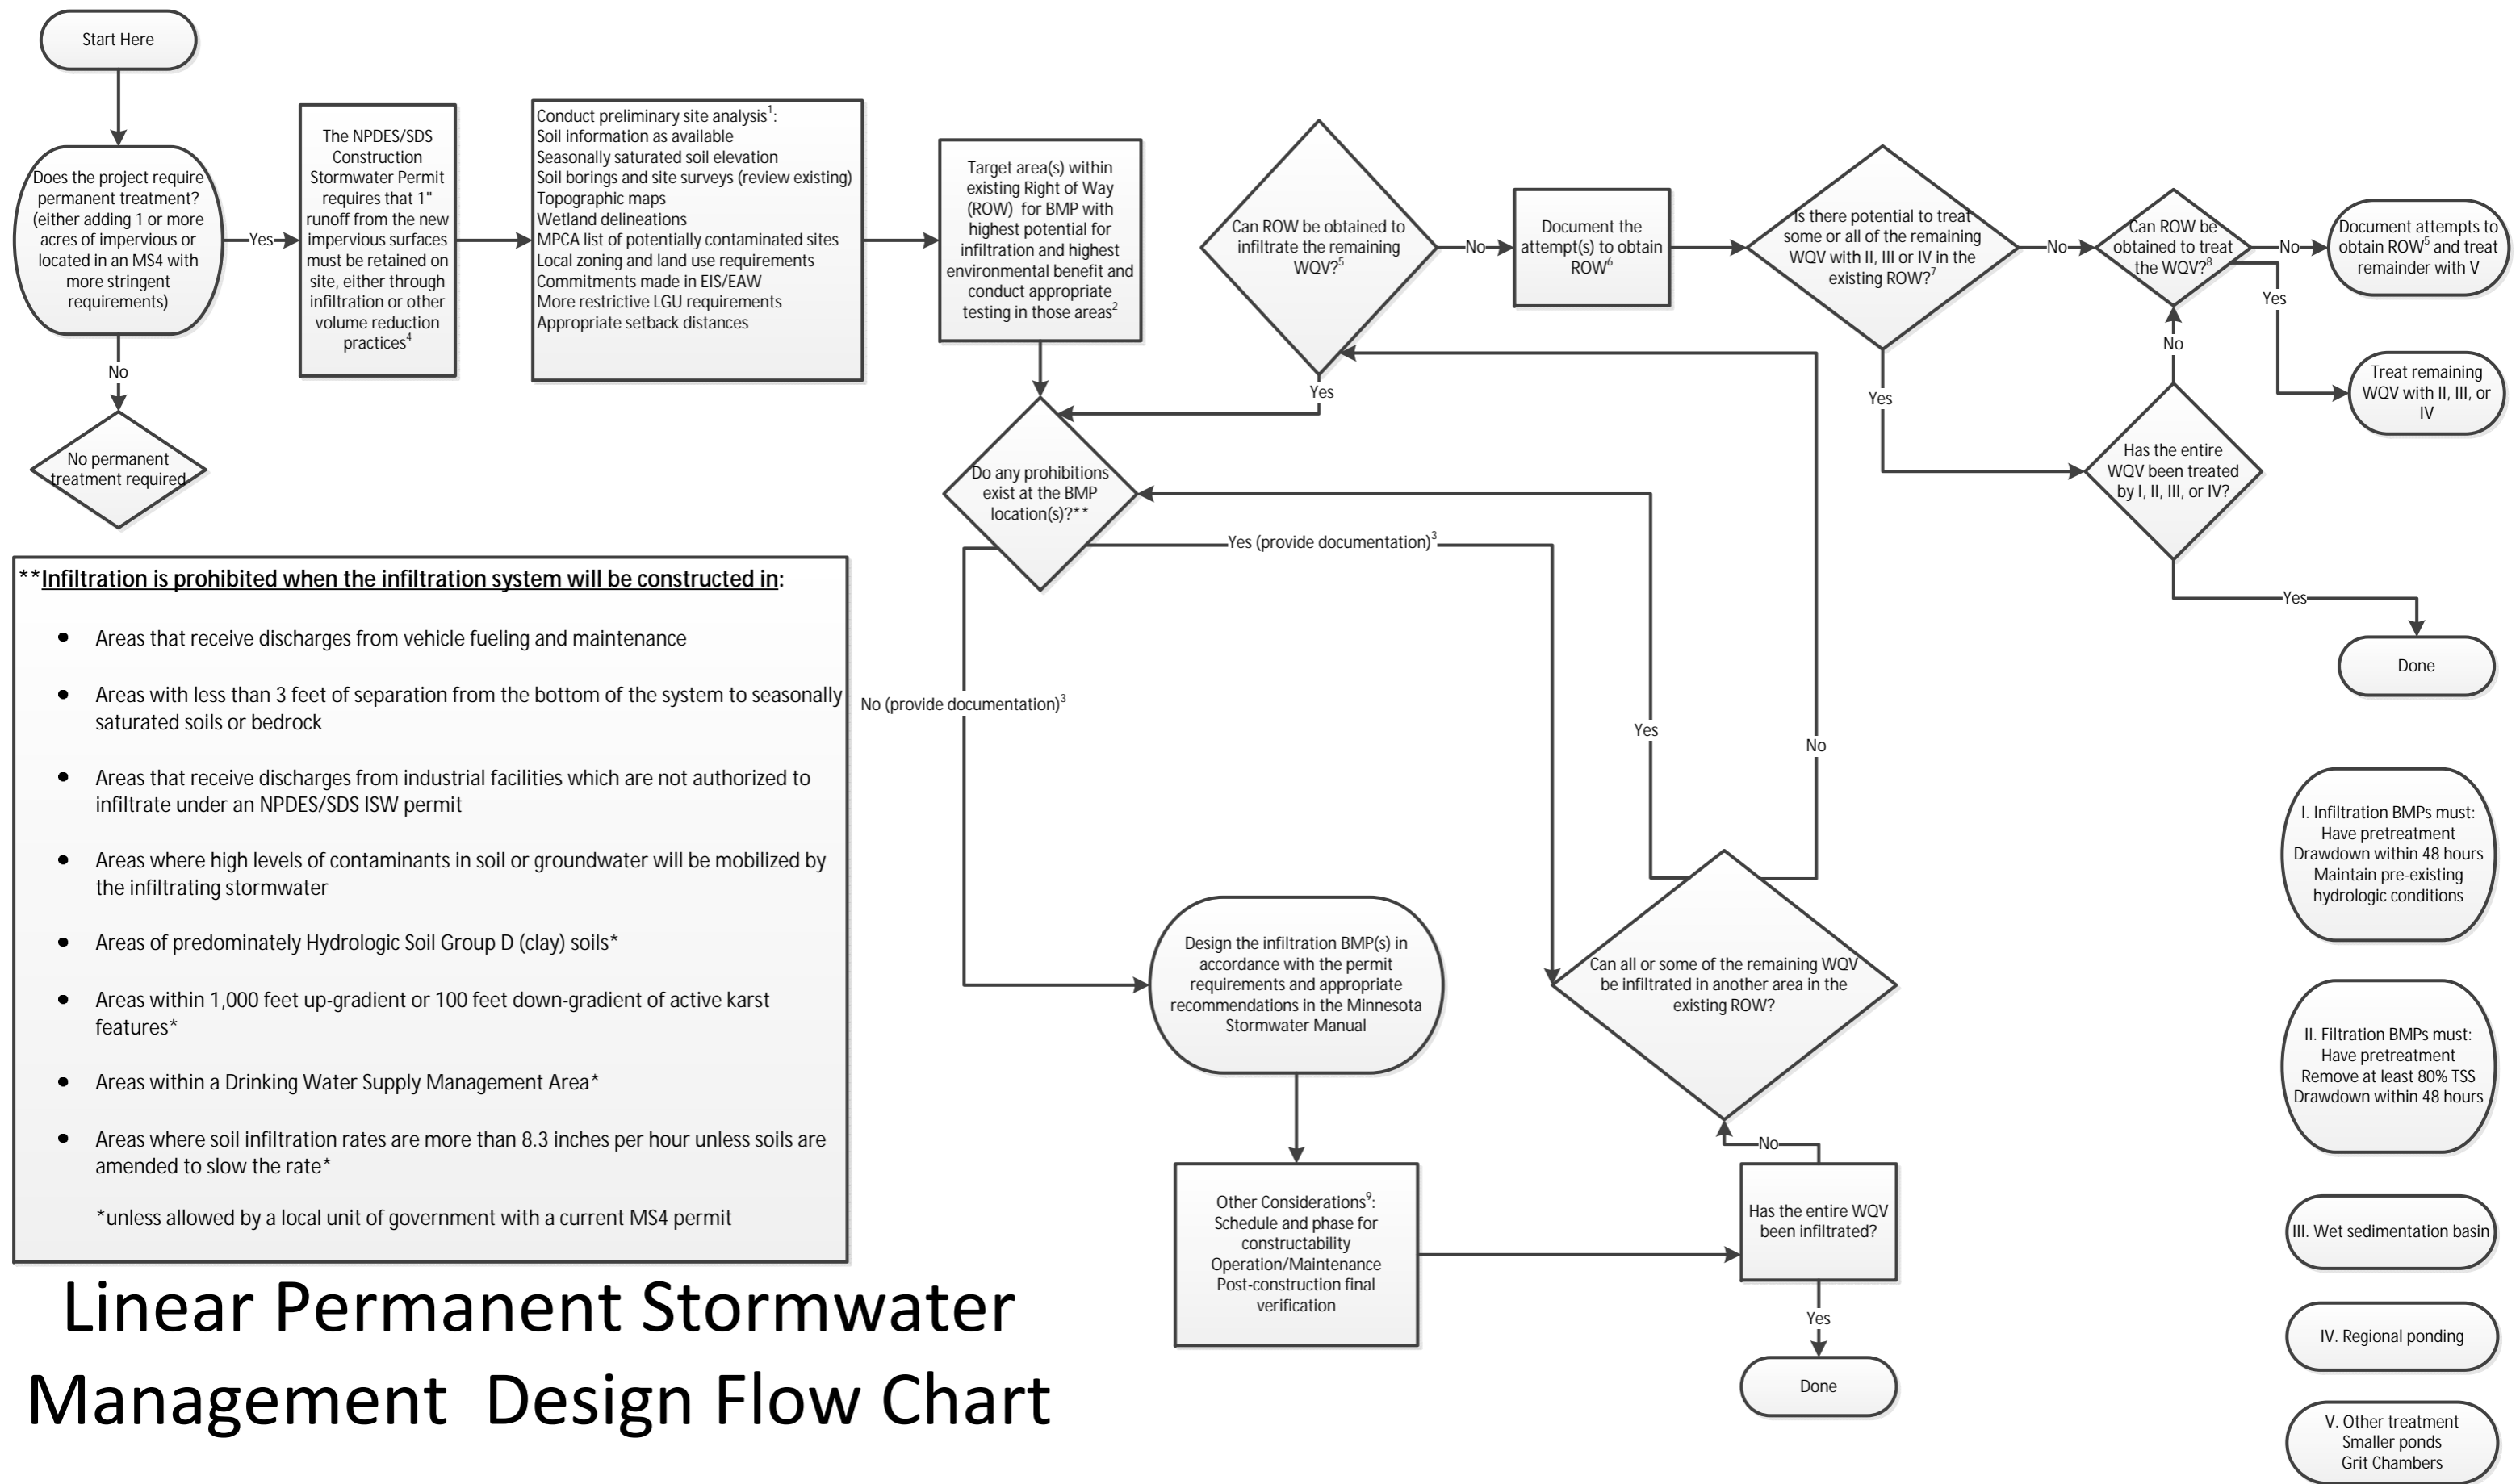 Start Here
Does the project require
permanent treatment?
(either adding 1 or more
acres of impervious or
located in an MS4 with
more stringent
requirements)
Yes
No
No permanent
treatment required
The NPDES/SDS
Construction
Stormwater Permit
requires that 1"
runoff from the new
impervious surfaces
must be retained on
site, either through
infiltration or other
volume reduction
practices4
Conduct preliminary site analysis1:
Soil information as available
Seasonally saturated soil elevation
Soil borings and site surveys (review existing)
Topographic maps
Wetland delineations
MPCA list of potentially contaminated sites
Local zoning and land use requirements
Commitments made in EIS/EAW
More restrictive LGU requirements
Appropriate setback distances
Target area(s) within
existing Right of Way
(ROW) for BMP with
highest potential for
infiltration and highest
environmental benefit and
conduct appropriate
testing in those areas2
Can ROW be obtained to
infiltrate the remaining
WQV?5
No
Yes
Document the
attempt(s) to obtain
ROW6
Is there potential to treat
some or all of the remaining
WQV with II, III or IV in the
existing ROW?7
No
Yes
Can ROW be
obtained to treat
the WQV?8
No
Yes
Document attempts to
obtain ROW5 and treat
remainder with V
Treat remaining
WQV with II, III, or
IV
No
Has the entire
WQV been treated
by I, II, III, or IV?
Yes
Done
Do any prohibitions
exist at the BMP
location(s)?**
Yes (provide documentation)3
No (provide documentation)3
Yes
No
Design the infiltration BMP(s) in
accordance with the permit
requirements and appropriate
recommendations in the Minnesota
Stormwater Manual
Can all or some of the remaining WQV
be infiltrated in another area in the
existing ROW?
Other Considerations9:
Schedule and phase for
constructability
Operation/Maintenance
Post-construction final
verification
No
Has the entire WQV
been infiltrated?
Yes
Done
**Infiltration is prohibited when the infiltration system will be constructed in:
• Areas that receive discharges from vehicle fueling and maintenance
• Areas with less than 3 feet of separation from the bottom of the system to seasonally
saturated soils or bedrock
• Areas that receive discharges from industrial facilities which are not authorized to
infiltrate under an NPDES/SDS ISW permit
• Areas where high levels of contaminants in soil or groundwater will be mobilized by
the infiltrating stormwater
• Areas of predominately Hydrologic Soil Group D (clay) soils*
• Areas within 1,000 feet up-gradient or 100 feet down-gradient of active karst
features*
• Areas within a Drinking Water Supply Management Area*
• Areas where soil infiltration rates are more than 8.3 inches per hour unless soils are
amended to slow the rate*
*unless allowed by a local unit of government with a current MS4 permit
I. Infiltration BMPs must:
Have pretreatment
Drawdown within 48 hours
Maintain pre-existing
hydrologic conditions
II. Filtration BMPs must:
Have pretreatment
Remove at least 80% TSS
Drawdown within 48 hours
III. Wet sedimentation basin
IV. Regional ponding
V. Other treatment
Smaller ponds
Grit Chambers
Linear Permanent Stormwater
Management Design Flow Chart